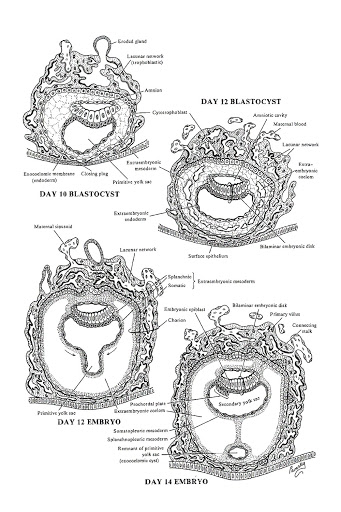 Eroded gland
Lacunar network
(trophoblastic)
Amnion
Cytotrophoblast
Extraembryonic
mesoderm
Exocoelomic membrane
(endoderm)
Closing plug
Primitive yolk sac
DAY 10 BLASTOCYST
DAY 12 BLASTOCYST
Amniotic cavity
Maternal blood
Lacunar network
Extra-
embryonic
coelom
Extraembryonic
endoderm
Bilaminar embryonic disk
Surface epithelium
Maternal sinusoid
Lacunar network
Splanchnic
Somatic
Extraembryonic mesoderm
Chorion
Primitive yolk sac
DAY 12 EMBRYO
Embryonic epiblast
Bilaminar embryonic disk
Primary villus
Connecting
stalk
Secondary yolk sac
Prochordal plate
Extraembryonic coelom
Somatopleuric mesoderm
Splanchnopleuric mesoderm
Remnant of primitive
yolk sac
(exocoelomic cyst)
DAY 14 EMBRYO